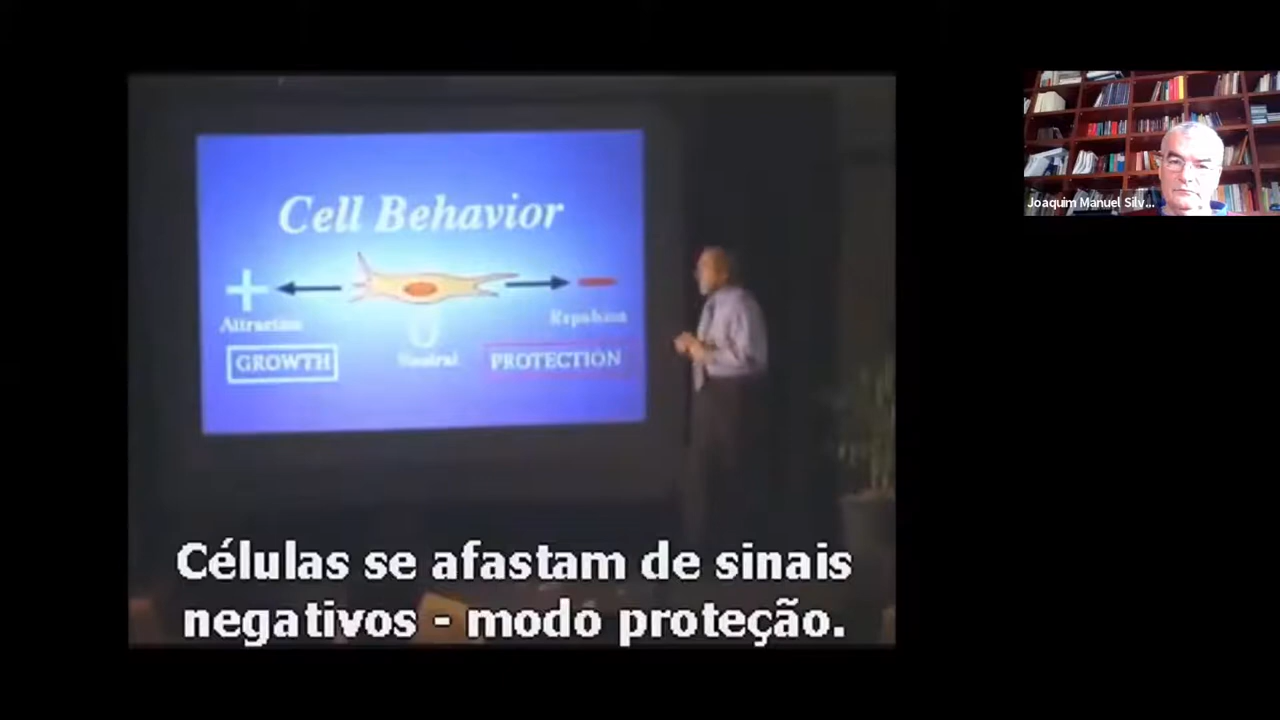 Cell Behavior
Attraction
Repulsion
GROWTH
Neutral
PROTECTION
Células se afastam de sinais
negativos - modo proteção.
Joaquim Manuel Silv...